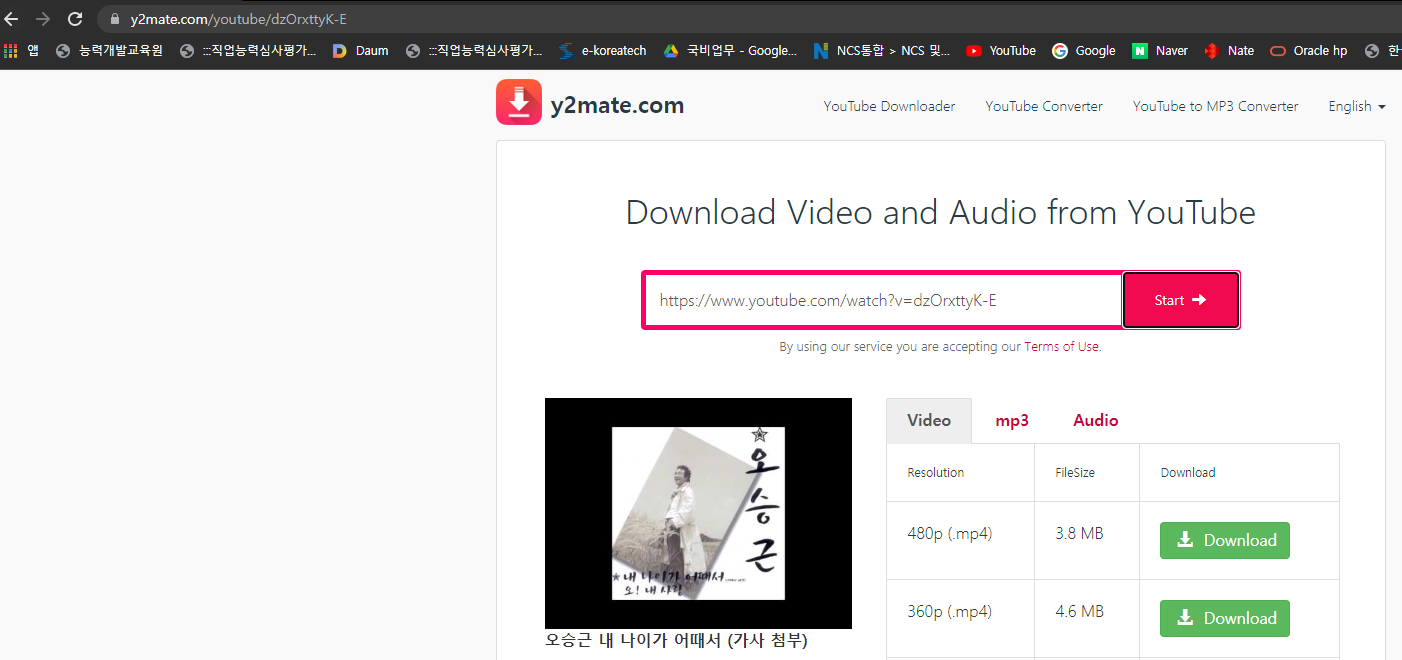 y2mate.com/youtube/dzOrxttyK-E
앱 능력개발교육원 :::직업능력심사평가... Daum :::직업능력심사평가... e-koreatech 국비업무 - Google... NCS통합 > NCS 및... YouTube Google Naver Nate Oracle hp 한
y2mate.com YouTube Downloader YouTube Converter YouTube to MP3 Converter English
Download Video and Audio from YouTube
https://www.youtube.com/watch?v=dzOrxttyK-E Start
By using our service you are accepting our Terms of Use.
오승근
내 나이가 어때서
오! 내 사랑
오승근 내 나이가 어때서 (가사 첨부)
Video mp3 Audio
Resolution FileSize Download
480p (.mp4) 3.8 MB Download
360p (.mp4) 4.6 MB Download